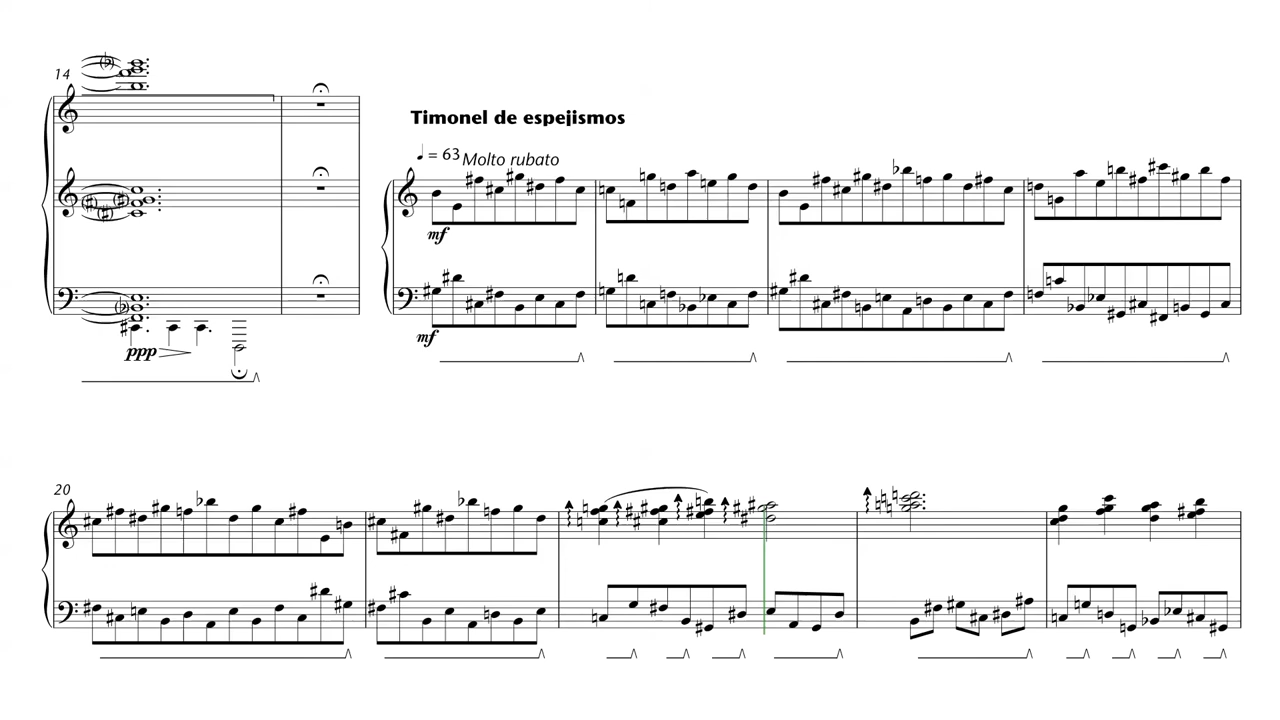 14
ppp
Timonel de espejismos
♩ = 63 Molto rubato
mf
mf
20